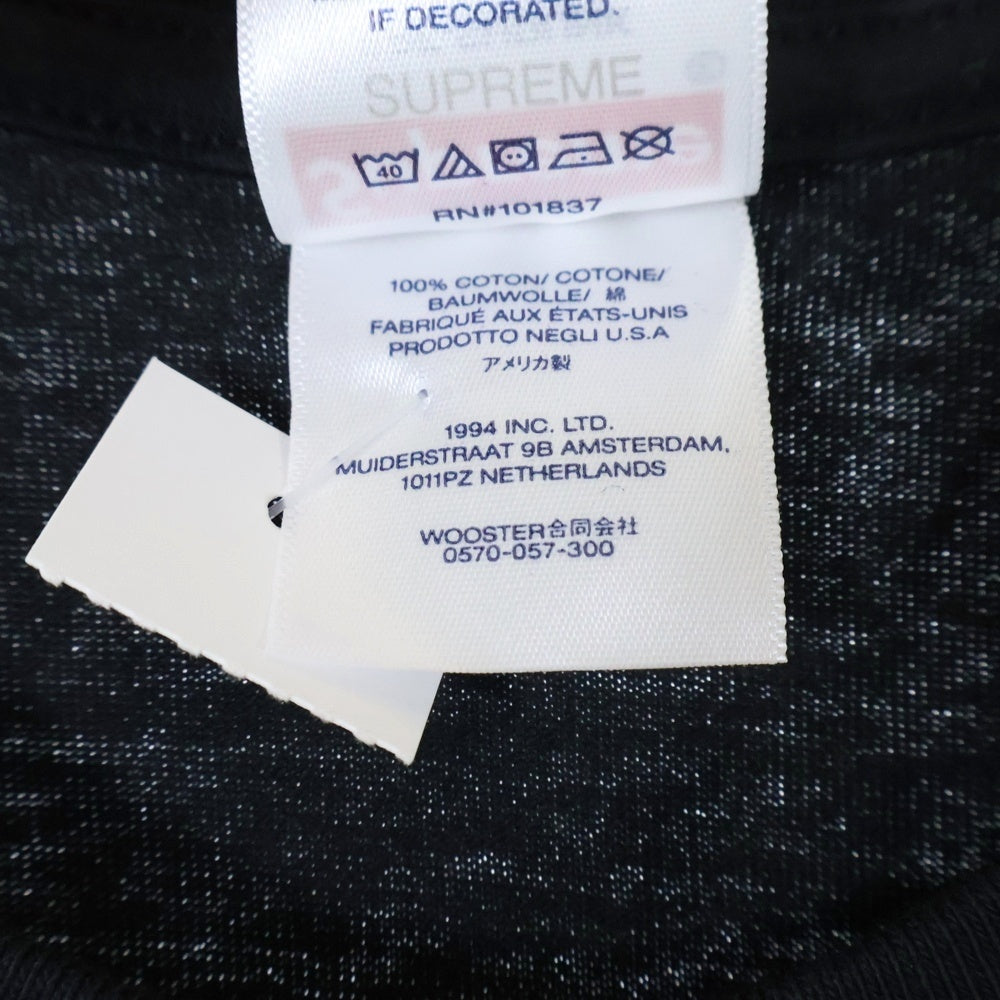 IF DECORATED.
SUPREME
40
RN#101837
100% COTON/ COTONE/
BAUMWOLLE/ 綿
FABRIQUÉ AUX ÉTATS-UNIS
PRODOTTO NEGLI U.S.A
アメリカ製
1994 INC. LTD.
MUIDERSTRAAT 9B AMSTERDAM,
1011PZ NETHERLANDS
WOOSTER合同会社
0570-057-300